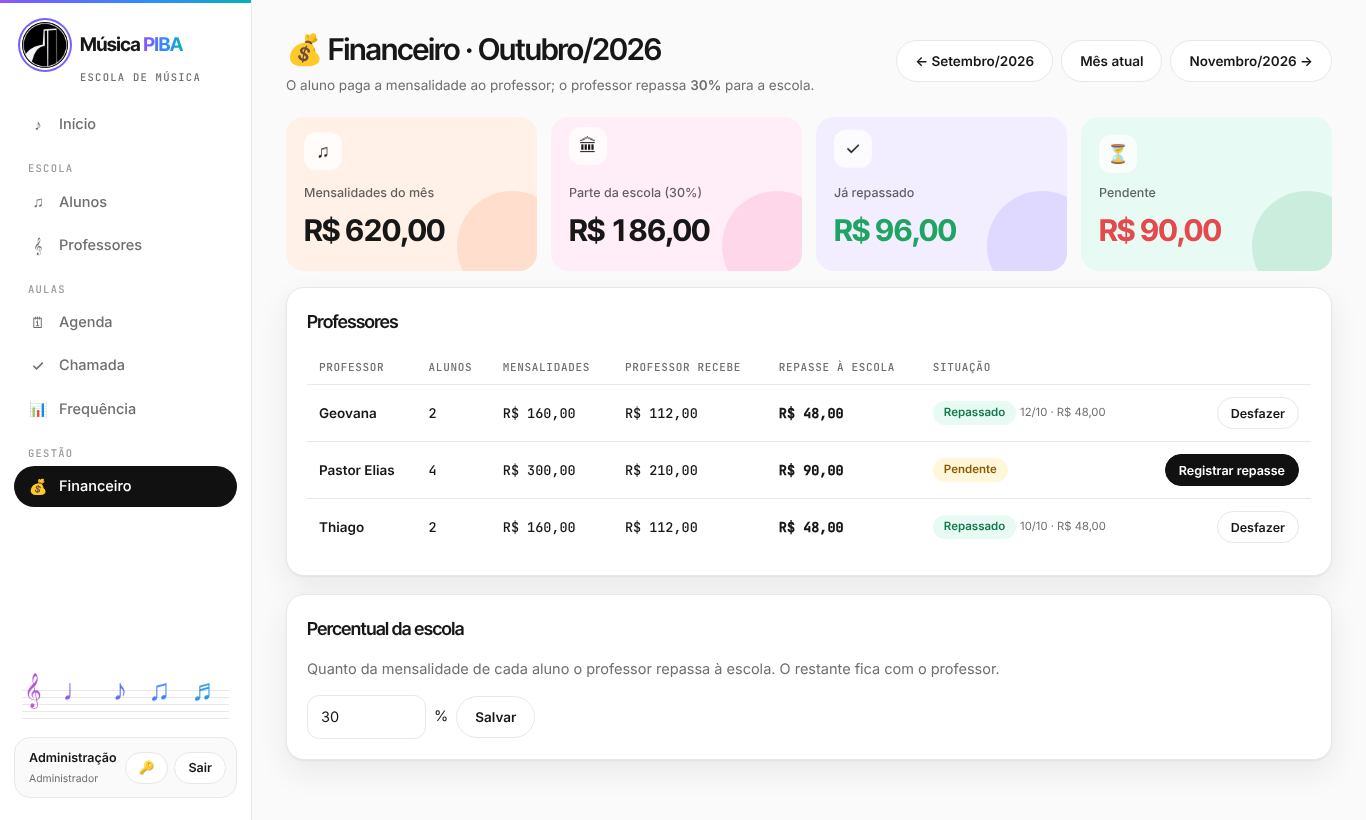 Música PIBA
ESCOLA DE MÚSICA
Início
ESCOLA
Alunos
Professores
AULAS
Agenda
Chamada
Frequência
GESTÃO
Financeiro
Administração
Administrador
Sair
Financeiro · Outubro/2026
O aluno paga a mensalidade ao professor; o professor repassa 30% para a escola.
← Setembro/2026
Mês atual
Novembro/2026 →
Mensalidades do mês
R$ 620,00
Parte da escola (30%)
R$ 186,00
Já repassado
R$ 96,00
Pendente
R$ 90,00
Professores
PROFESSOR ALUNOS MENSALIDADES PROFESSOR RECEBE REPASSE À ESCOLA SITUAÇÃO
Geovana 2 R$ 160,00 R$ 112,00 R$ 48,00 Repassado 12/10 · R$ 48,00 Desfazer
Pastor Elias 4 R$ 300,00 R$ 210,00 R$ 90,00 Pendente Registrar repasse
Thiago 2 R$ 160,00 R$ 112,00 R$ 48,00 Repassado 10/10 · R$ 48,00 Desfazer
Percentual da escola
Quanto da mensalidade de cada aluno o professor repassa à escola. O restante fica com o professor.
30 % Salvar